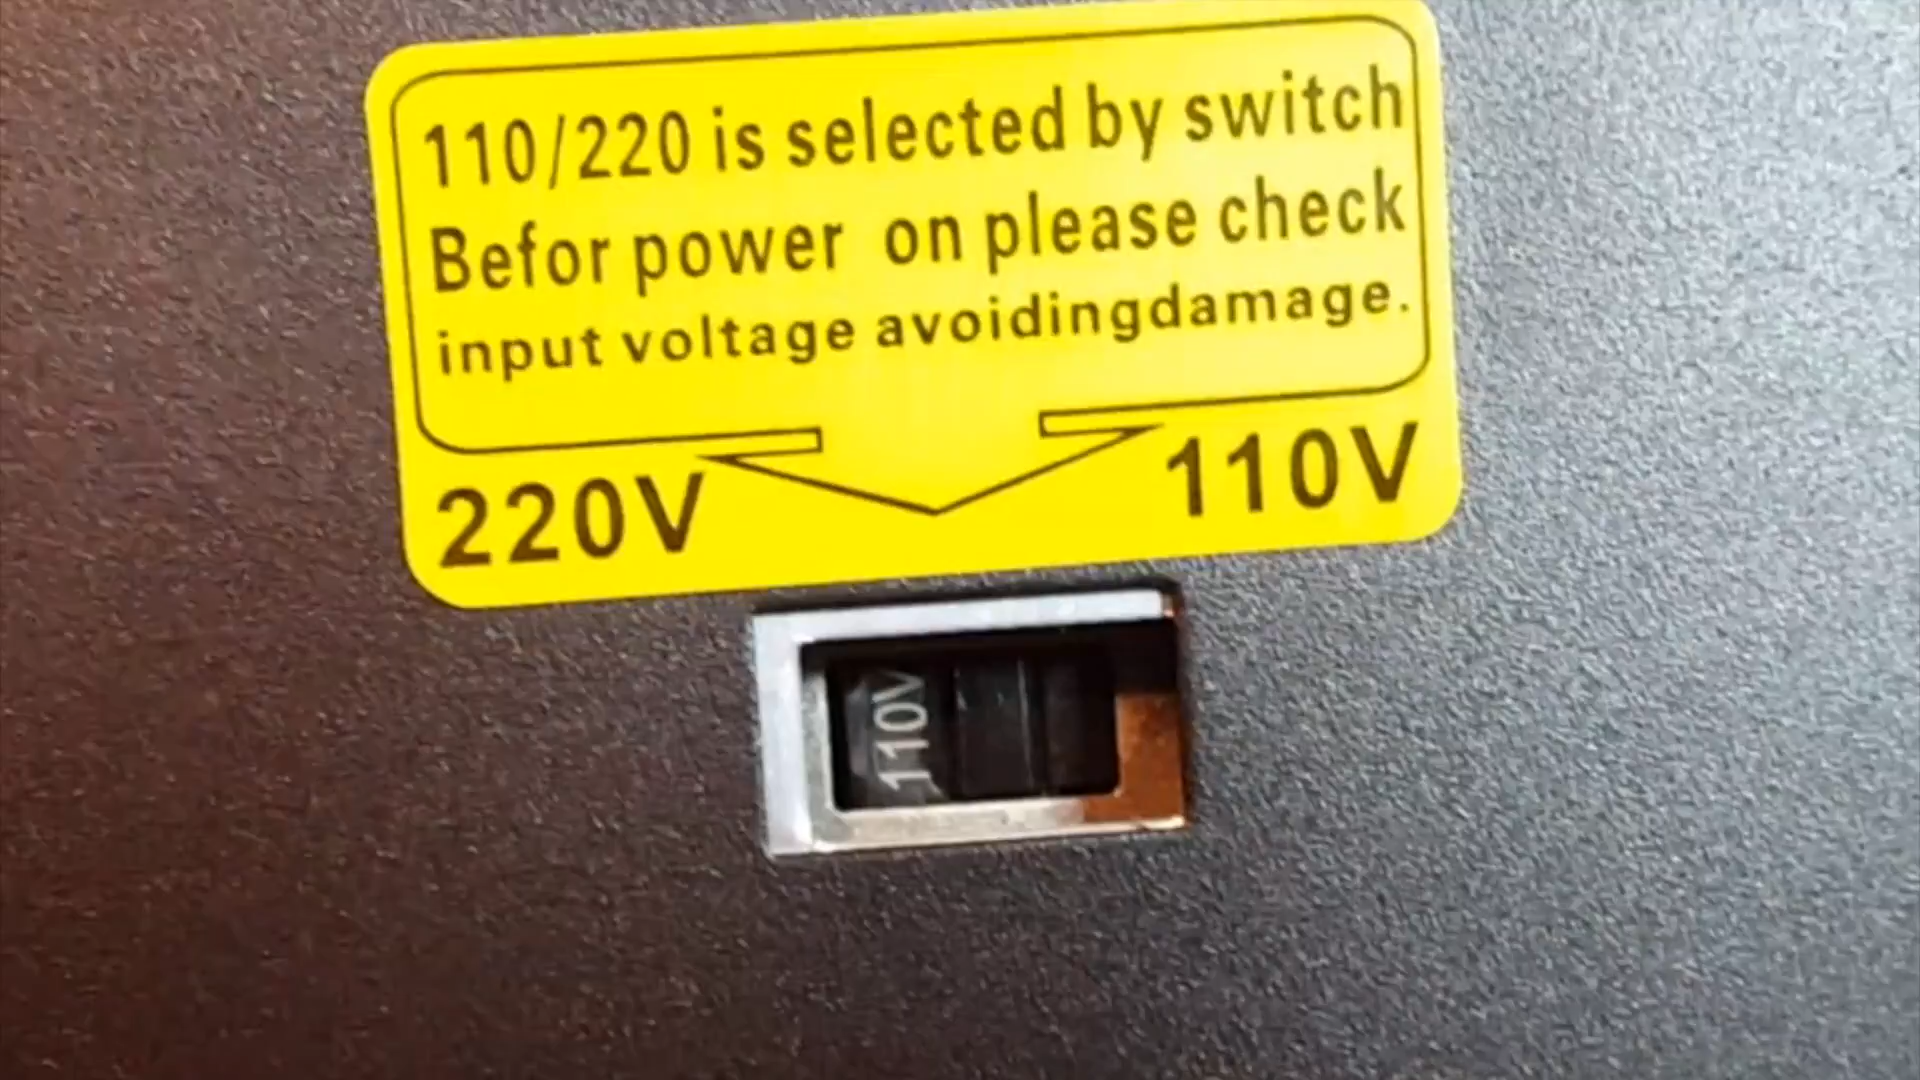 110/220 is selected by switch
Befor power on please check
input voltage avoidingdamage.
220V 110V
110V